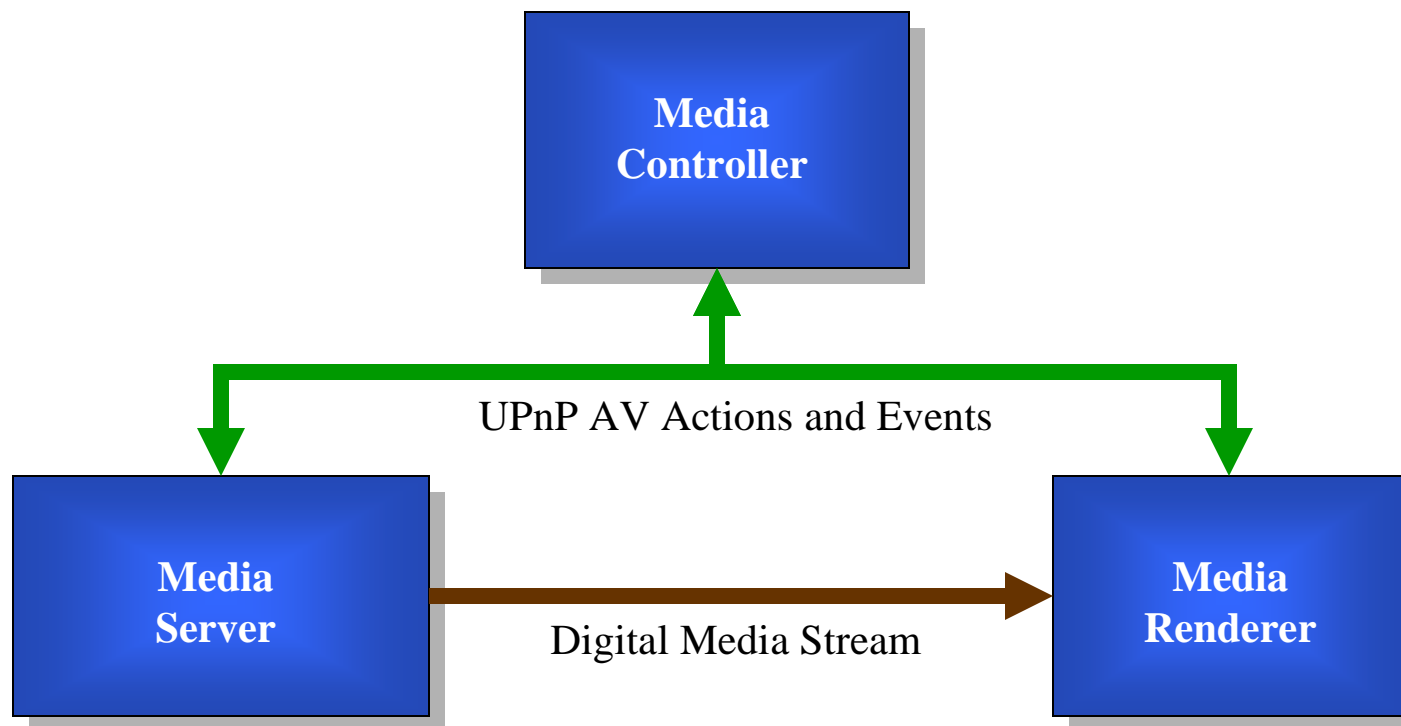 Media
Controller
UPnP AV Actions and Events
Media
Server
Digital Media Stream
Media
Renderer